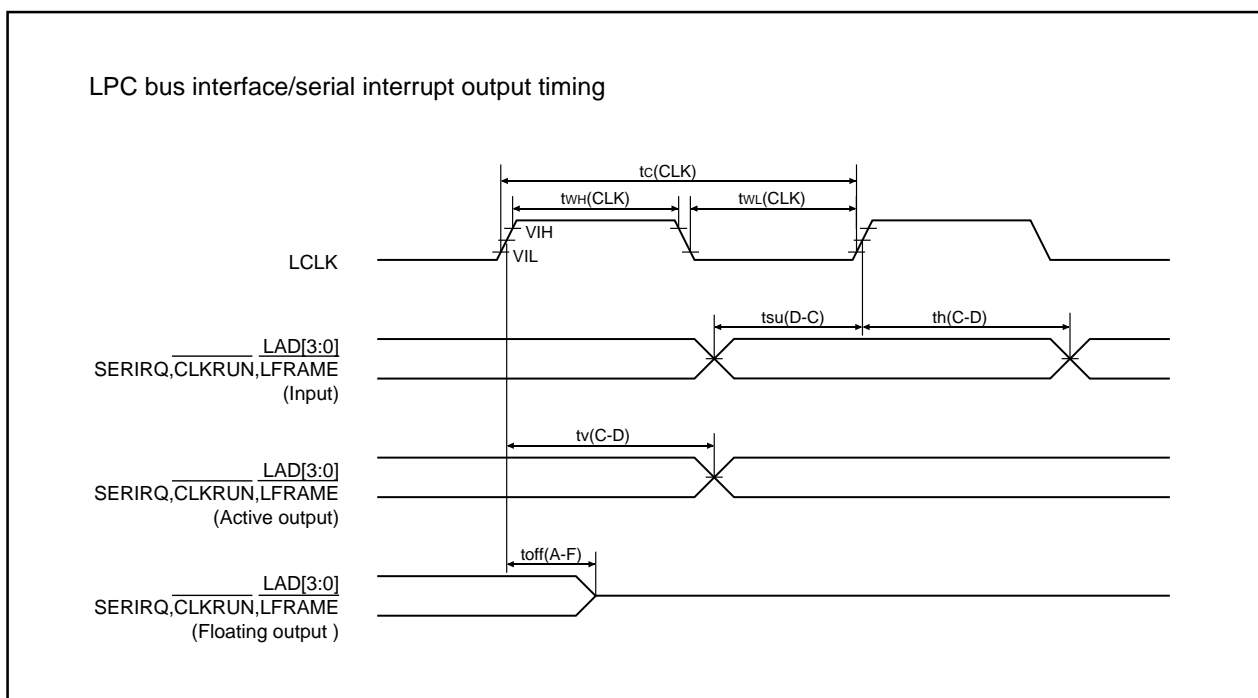 LPC bus interface/serial interrupt output timing
tC(CLK)
tWH(CLK)
tWL(CLK)
VIH
VIL
LCLK
tsu(D-C)
th(C-D)
LAD[3:0]
SERIRQ,CLKRUN,LFRAME
(Input)
tv(C-D)
LAD[3:0]
SERIRQ,CLKRUN,LFRAME
(Active output)
toff(A-F)
LAD[3:0]
SERIRQ,CLKRUN,LFRAME
(Floating output )